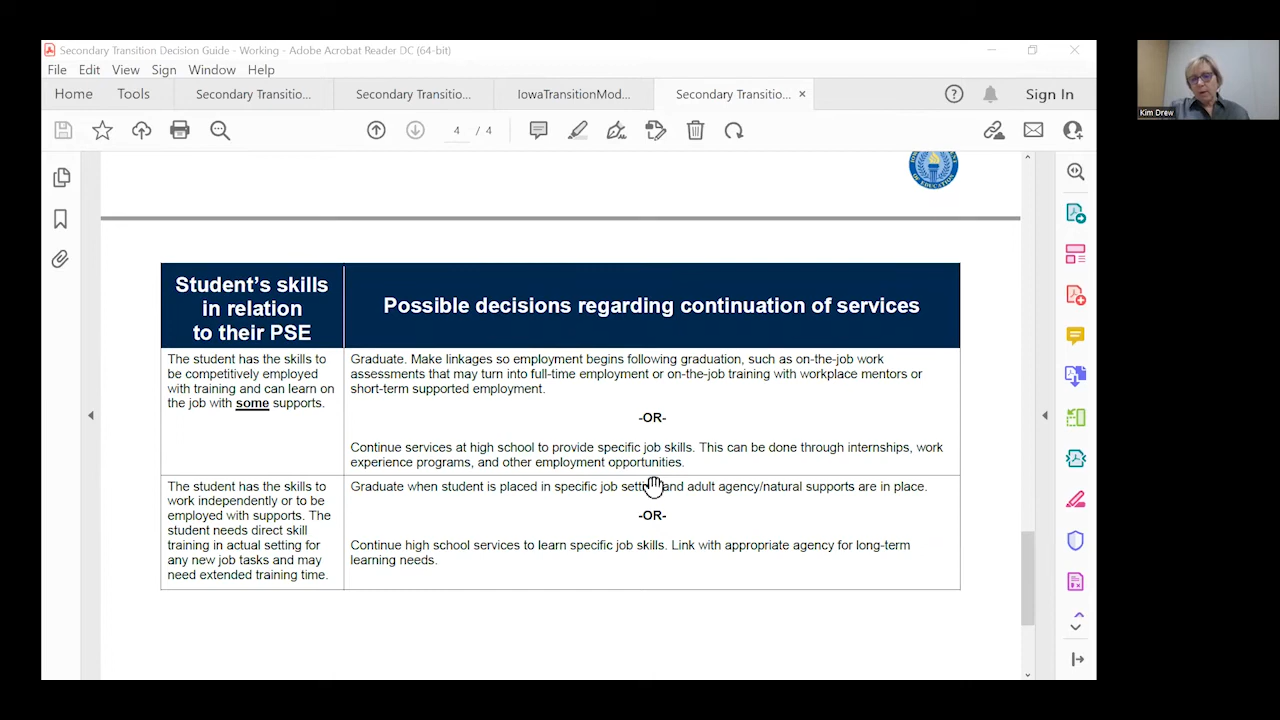 Secondary Transition Decision Guide - Working - Adobe Acrobat Reader DC (64-bit)
File Edit View Sign Window Help
Home Tools Secondary Transitio... Secondary Transitio... IowaTransitionMod... Secondary Transitio... × Sign In
4 / 4
Kim Drew
OF EDUCATION
Student's skills
in relation
to their PSE
Possible decisions regarding continuation of services
The student has the skills to
be competitively employed
with training and can learn on
the job with some supports.
Graduate. Make linkages so employment begins following graduation, such as on-the-job work
assessments that may turn into full-time employment or on-the-job training with workplace mentors or
short-term supported employment.
-OR-
Continue services at high school to provide specific job skills. This can be done through internships, work
experience programs, and other employment opportunities.
The student has the skills to
work independently or to be
employed with supports. The
student needs direct skill
training in actual setting for
any new job tasks and may
need extended training time.
Graduate when student is placed in specific job setting and adult agency/natural supports are in place.
-OR-
Continue high school services to learn specific job skills. Link with appropriate agency for long-term
learning needs.